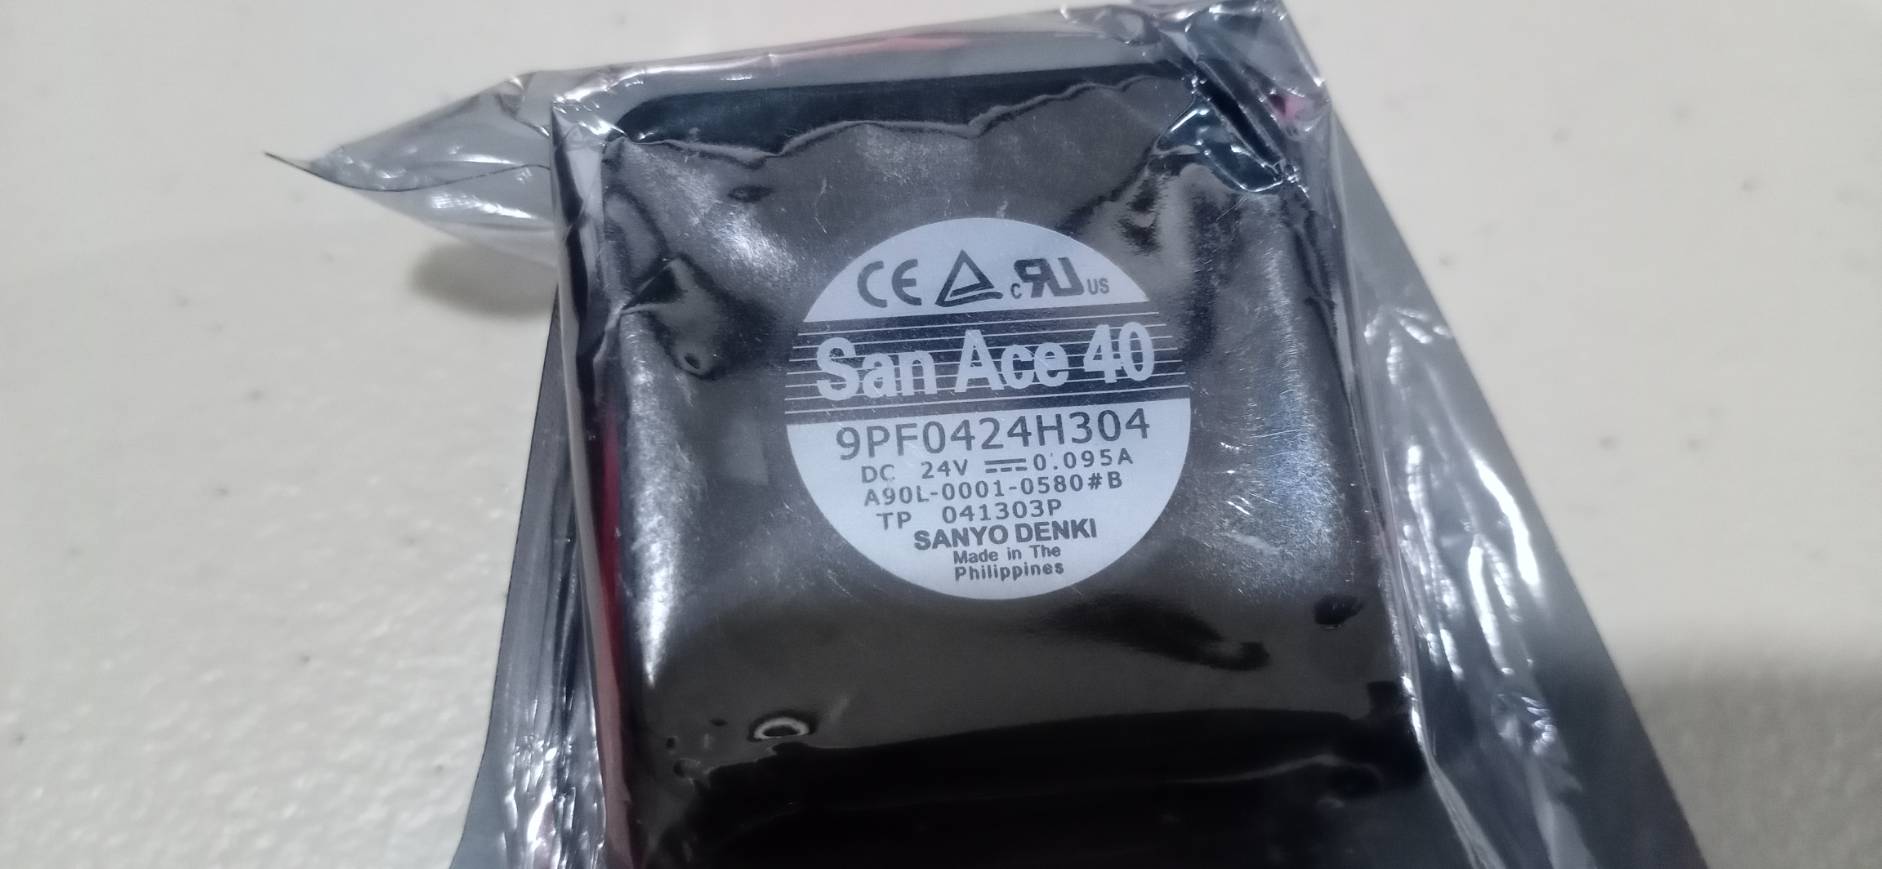 CE c RU US
San Ace 40
9PF0424H304
DC 24V ⎓ 0.095A
A90L-0001-0580#B
TP 041303P
SANYO DENKI
Made in The
Philippines